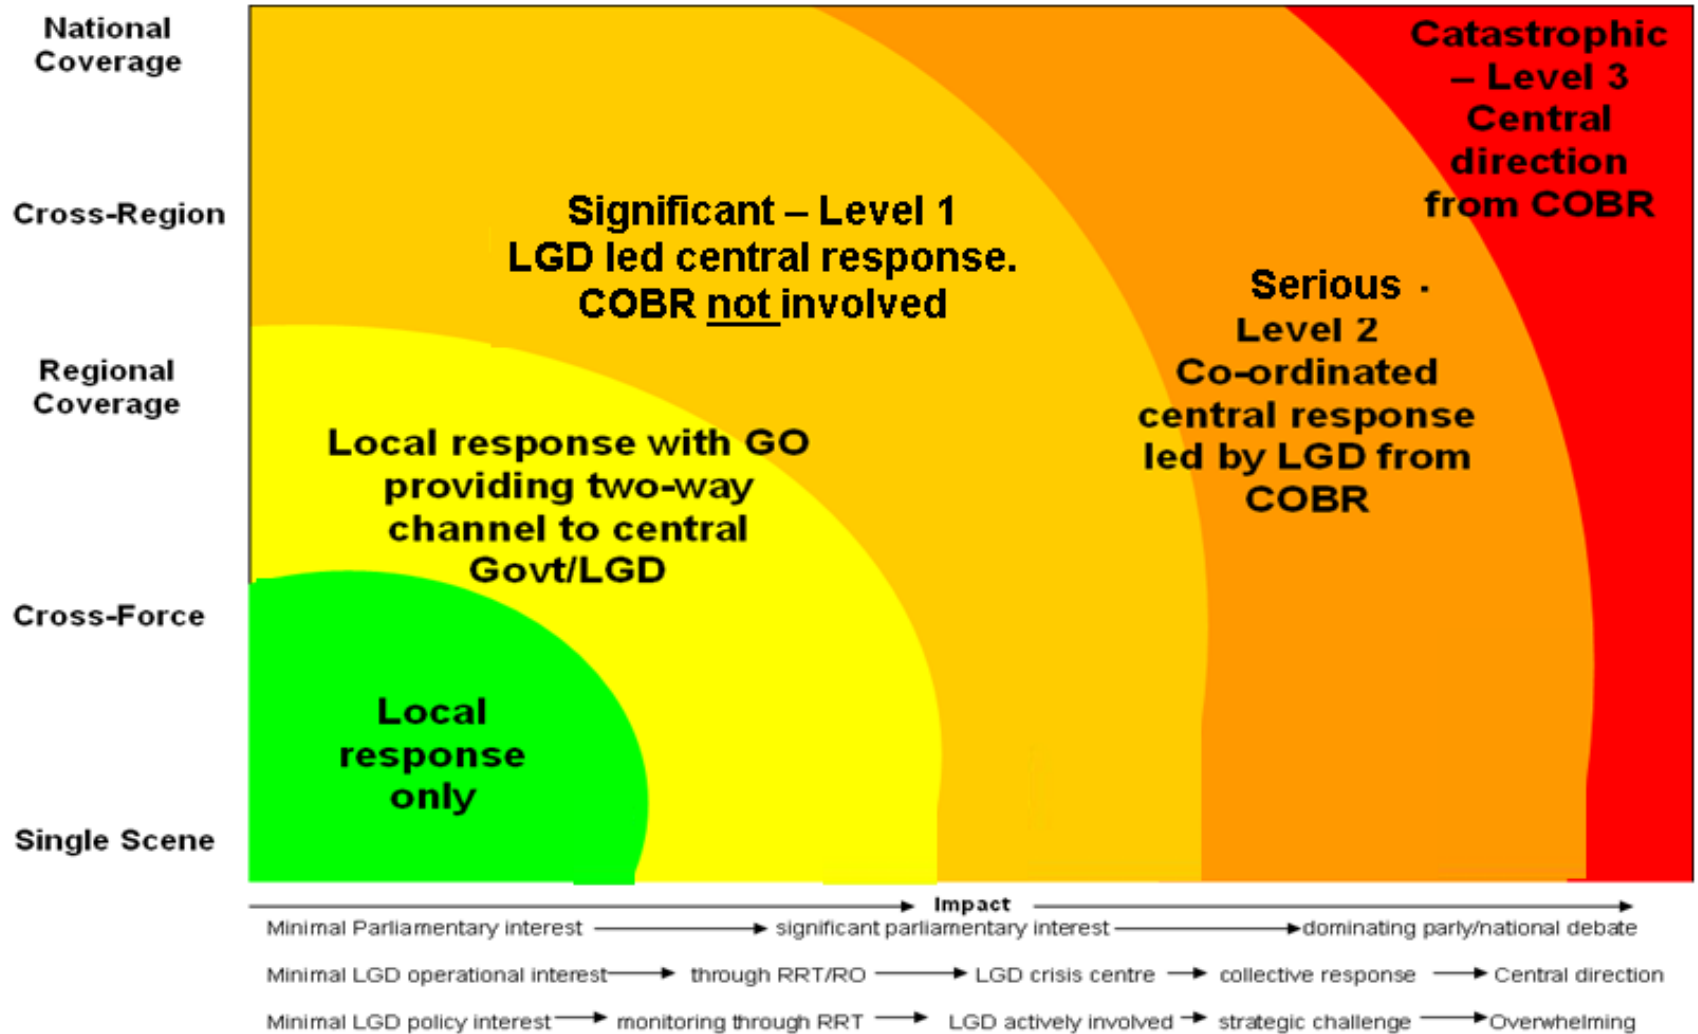 National
Coverage
Cross-Region
Regional
Coverage
Cross-Force
Single Scene
Catastrophic
– Level 3
Central
direction
from COBR
Significant – Level 1
LGD led central response.
COBR not involved
Serious -
Level 2
Co-ordinated
central response
led by LGD from
COBR
Local response with GO
providing two-way
channel to central
Govt/LGD
Local
response
only
Impact
Minimal Parliamentary interest significant parliamentary interest dominating parly/national debate
Minimal LGD operational interest through RRT/RO LGD crisis centre collective response Central direction
Minimal LGD policy interest monitoring through RRT LGD actively involved strategic challenge Overwhelming